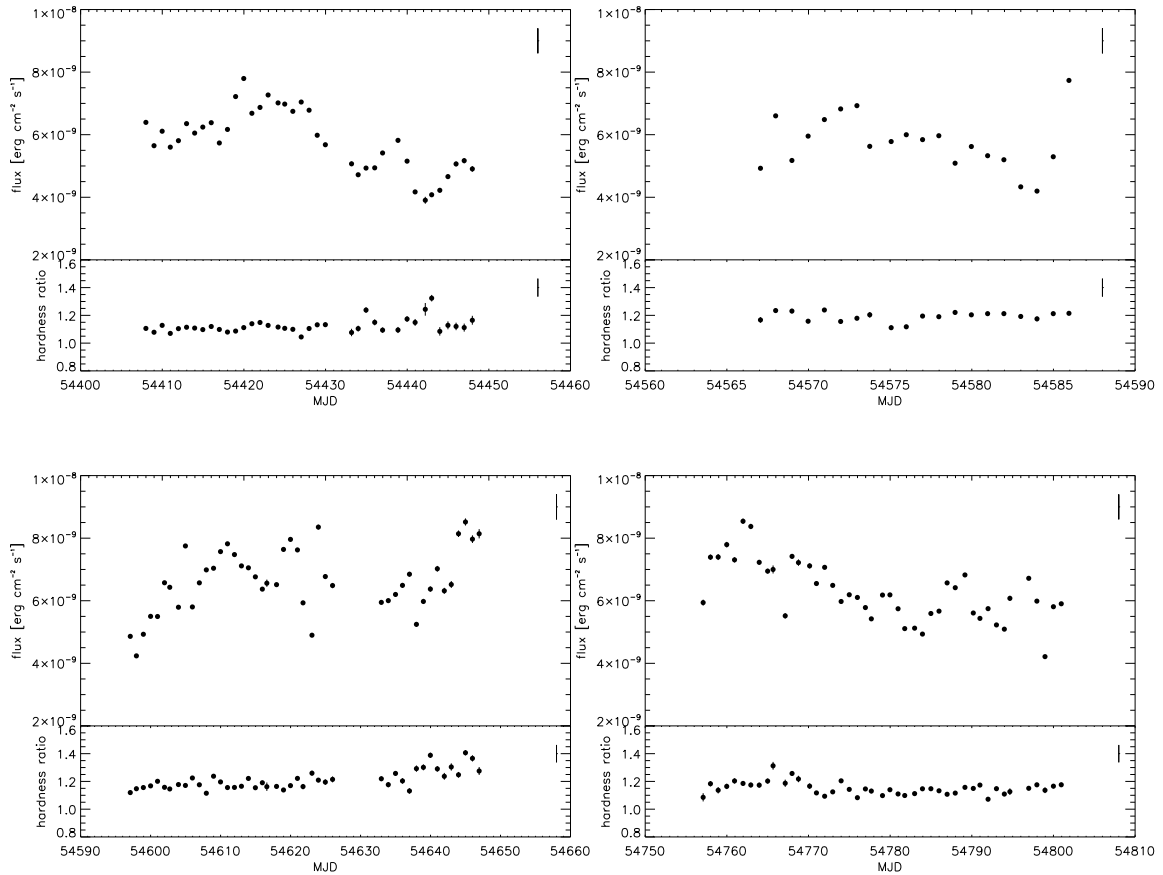 1×10⁻⁸
8×10⁻⁹
6×10⁻⁹
4×10⁻⁹
2×10⁻⁹
flux [erg cm⁻² s⁻¹]
1.6
1.4
1.2
1.0
0.8
hardness ratio
54400 54410 54420 54430 54440 54450 54460
MJD
1×10⁻⁸
8×10⁻⁹
6×10⁻⁹
4×10⁻⁹
2×10⁻⁹
flux [erg cm⁻² s⁻¹]
1.6
1.4
1.2
1.0
0.8
hardness ratio
54560 54565 54570 54575 54580 54585 54590
MJD
1×10⁻⁸
8×10⁻⁹
6×10⁻⁹
4×10⁻⁹
2×10⁻⁹
flux [erg cm⁻² s⁻¹]
1.6
1.4
1.2
1.0
0.8
hardness ratio
54590 54600 54610 54620 54630 54640 54650 54660
MJD
1×10⁻⁸
8×10⁻⁹
6×10⁻⁹
4×10⁻⁹
2×10⁻⁹
flux [erg cm⁻² s⁻¹]
1.6
1.4
1.2
1.0
0.8
hardness ratio
54750 54760 54770 54780 54790 54800 54810
MJD